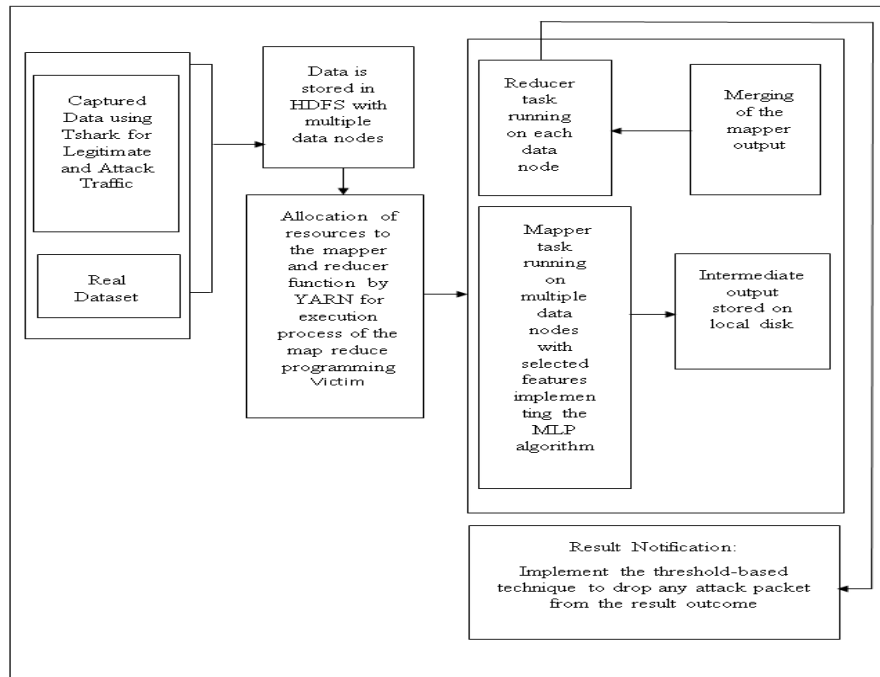 Captured
Data using
Tshark for
Legitimate
and Attack
Traffic
Real
Dataset
Data is
stored in
HDFS with
multiple
data nodes
Allocation of
resources to
the mapper
and reducer
function by
YARN for
execution
process of the
map reduce
programming
Victim
Reducer
task
running
on each
data
node
Merging
of the
mapper
output
Mapper
task
running
on
multiple
data
nodes
with
selected
features
implemen
ting the
MLP
algorithm
Intermediate
output
stored on
local disk
Result Notification:
Implement the threshold-based
technique to drop any attack packet
from the result outcome